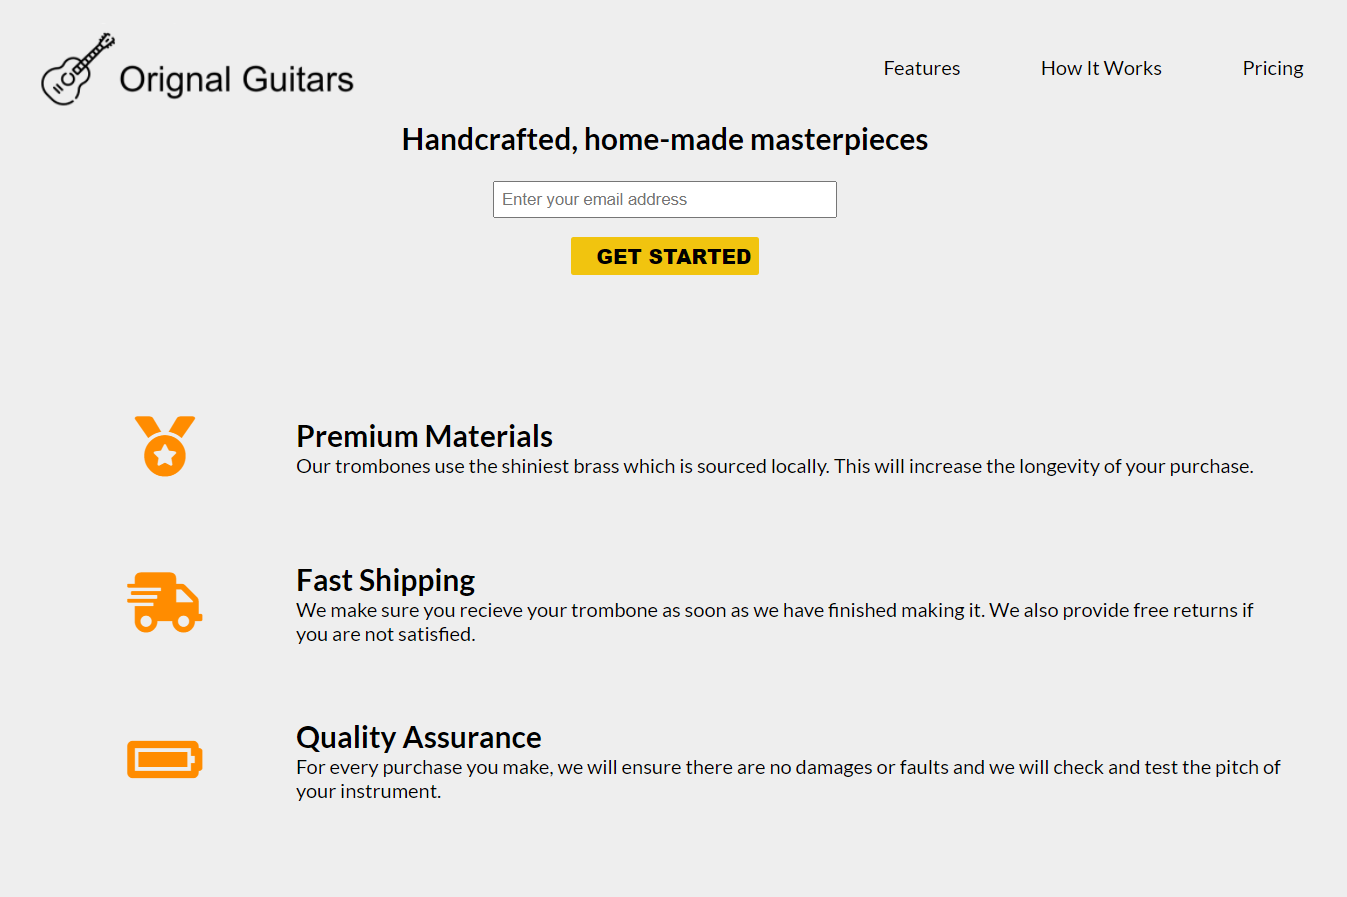 Orignal Guitars
Features
How It Works
Pricing
Handcrafted, home-made masterpieces
Enter your email address
GET STARTED
Premium Materials
Our trombones use the shiniest brass which is sourced locally. This will increase the longevity of your purchase.
Fast Shipping
We make sure you recieve your trombone as soon as we have finished making it. We also provide free returns if
you are not satisfied.
Quality Assurance
For every purchase you make, we will ensure there are no damages or faults and we will check and test the pitch of
your instrument.